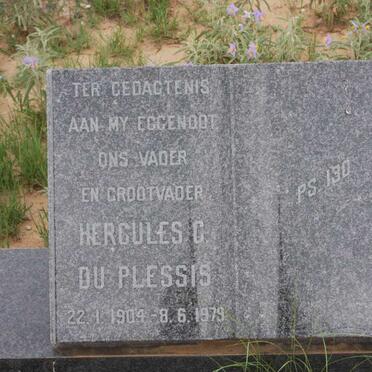 TER GEDAGTENIS
AAN MY EGGENOOT
ONS VADER
EN GROOTVADER
HERCULES C.
DU PLESSIS
22.1.1904 - 8.6.1979
PS. 130